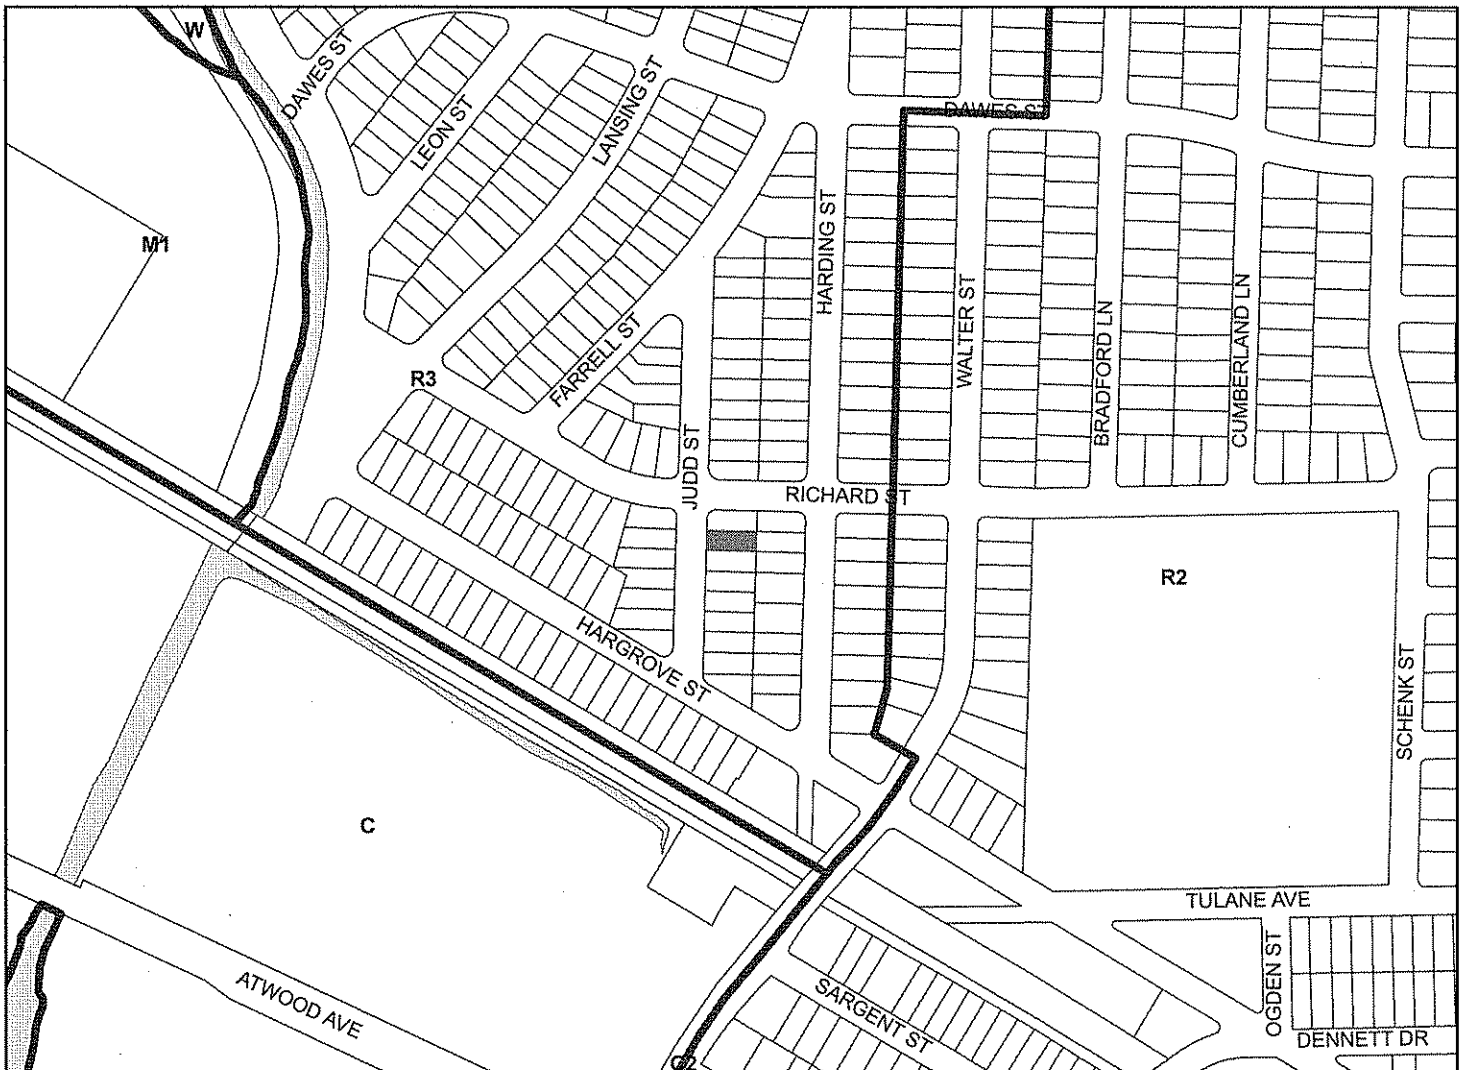 W
DAWES ST
LEON ST
LANSING ST
DAWES ST
M1
HARDING ST
WALTER ST
BRADFORD LN
CUMBERLAND LN
FARRELL ST
R3
JUDD ST
RICHARD ST
R2
HARGROVE ST
SCHENK ST
C
TULANE AVE
ATWOOD AVE
SARGENT ST
OGDEN ST
DENNETT DR